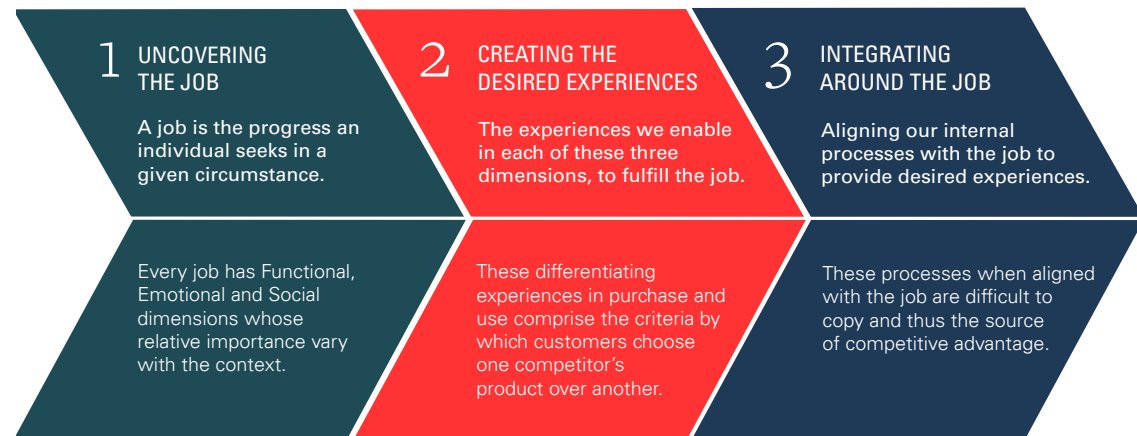 1
UNCOVERING
THE JOB
A job is the progress an
individual seeks in a
given circumstance.
Every job has Functional,
Emotional and Social
dimensions whose
relative importance vary
with the context.
2
CREATING THE
DESIRED EXPERIENCES
The experiences we enable
in each of these three
dimensions, to fulfill the job.
These differentiating
experiences in purchase and
use comprise the criteria by
which customers choose
one competitor’s
product over another.
3
INTEGRATING
AROUND THE JOB
Aligning our internal
processes with the job to
provide desired experiences.
These processes when aligned
with the job are difficult to
copy and thus the source
of competitive advantage.